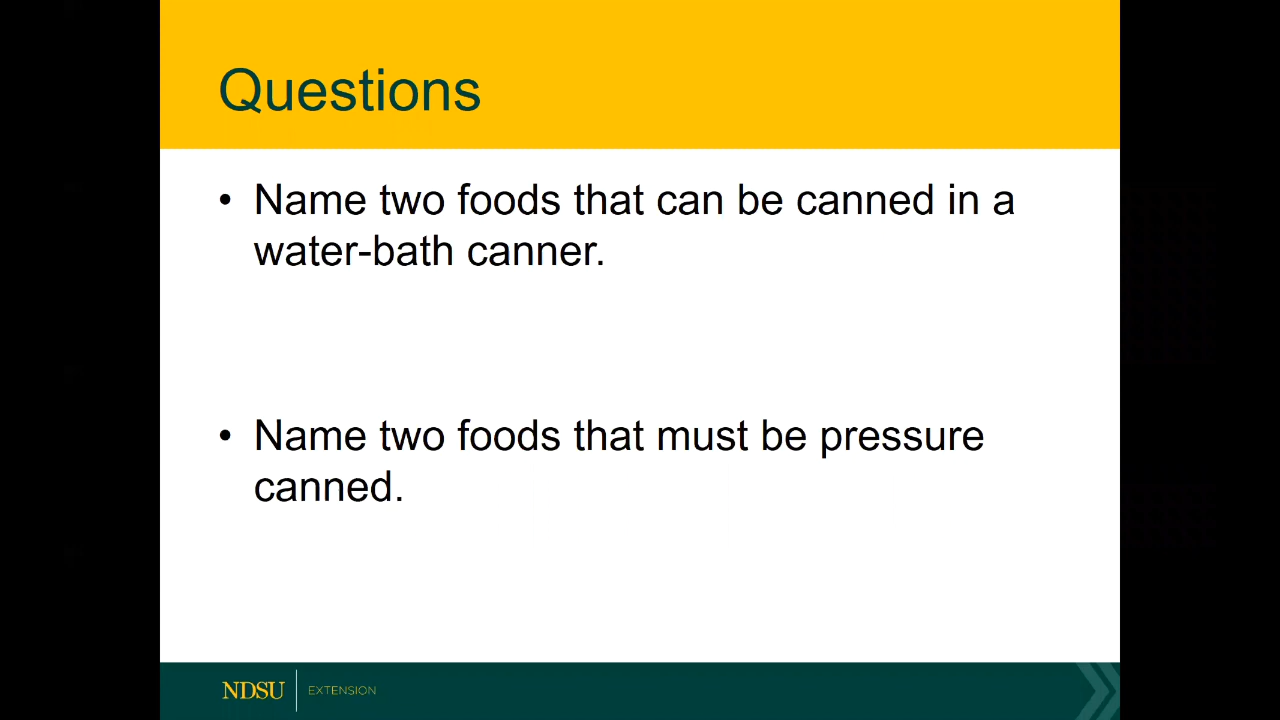 Questions
• Name two foods that can be canned in a
water-bath canner.
• Name two foods that must be pressure
canned.
NDSU | EXTENSION